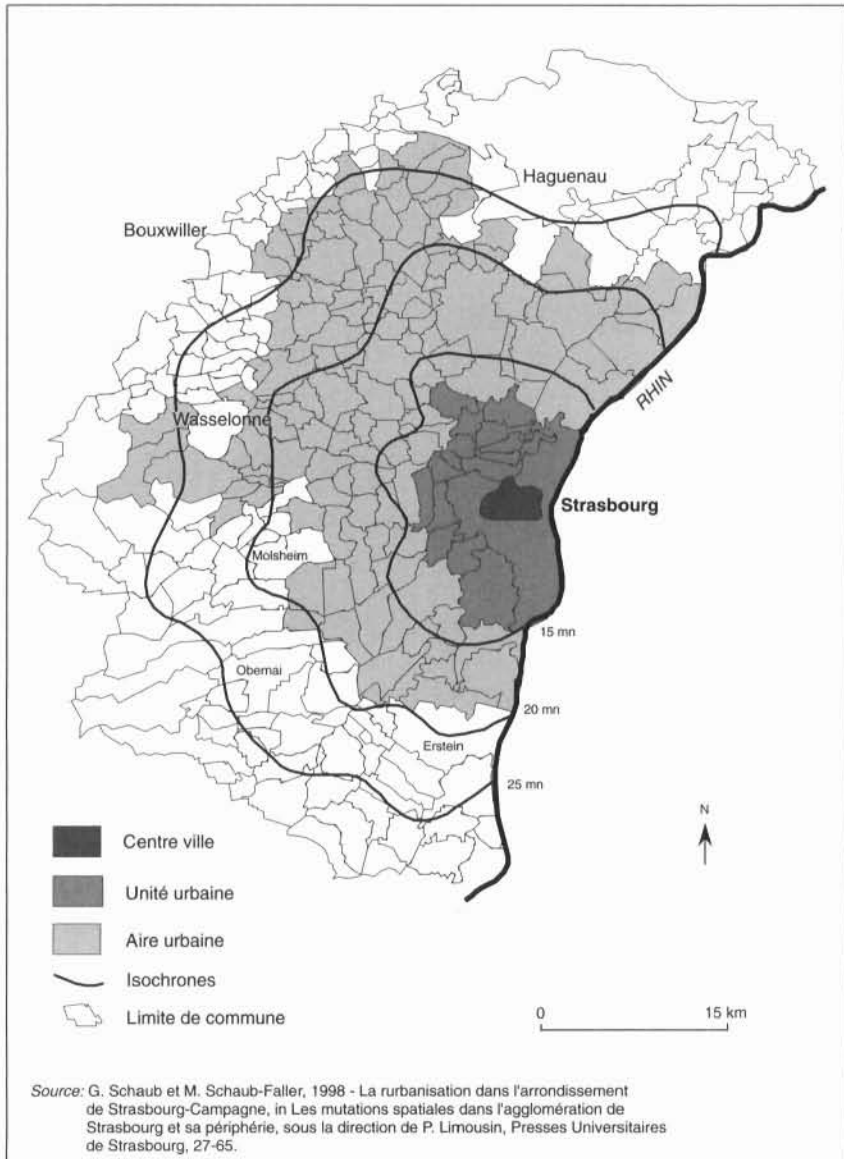 Haguenau
Bouxwiller
RHIN
Wasselonne
Strasbourg
Molsheim
15 mn
Obernai
20 mn
Erstein
25 mn
N
Centre ville
Unité urbaine
Aire urbaine
Isochrones
Limite de commune
0 15 km
Source: G. Schaub et M. Schaub-Faller, 1998 - La rurbanisation dans l'arrondissement
de Strasbourg-Campagne, in Les mutations spatiales dans l'agglomération de
Strasbourg et sa périphérie, sous la direction de P. Limousin, Presses Universitaires
de Strasbourg, 27-65.